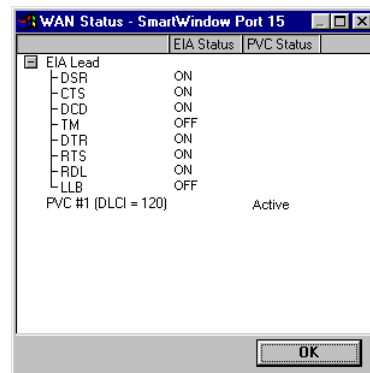 WAN Status - SmartWindow Port 15
EIA Status PVC Status
EIA Lead
DSR ON
CTS ON
DCD ON
TM OFF
DTR ON
RTS ON
RDL ON
LLB OFF
PVC #1 (DLCI = 120) Active
OK